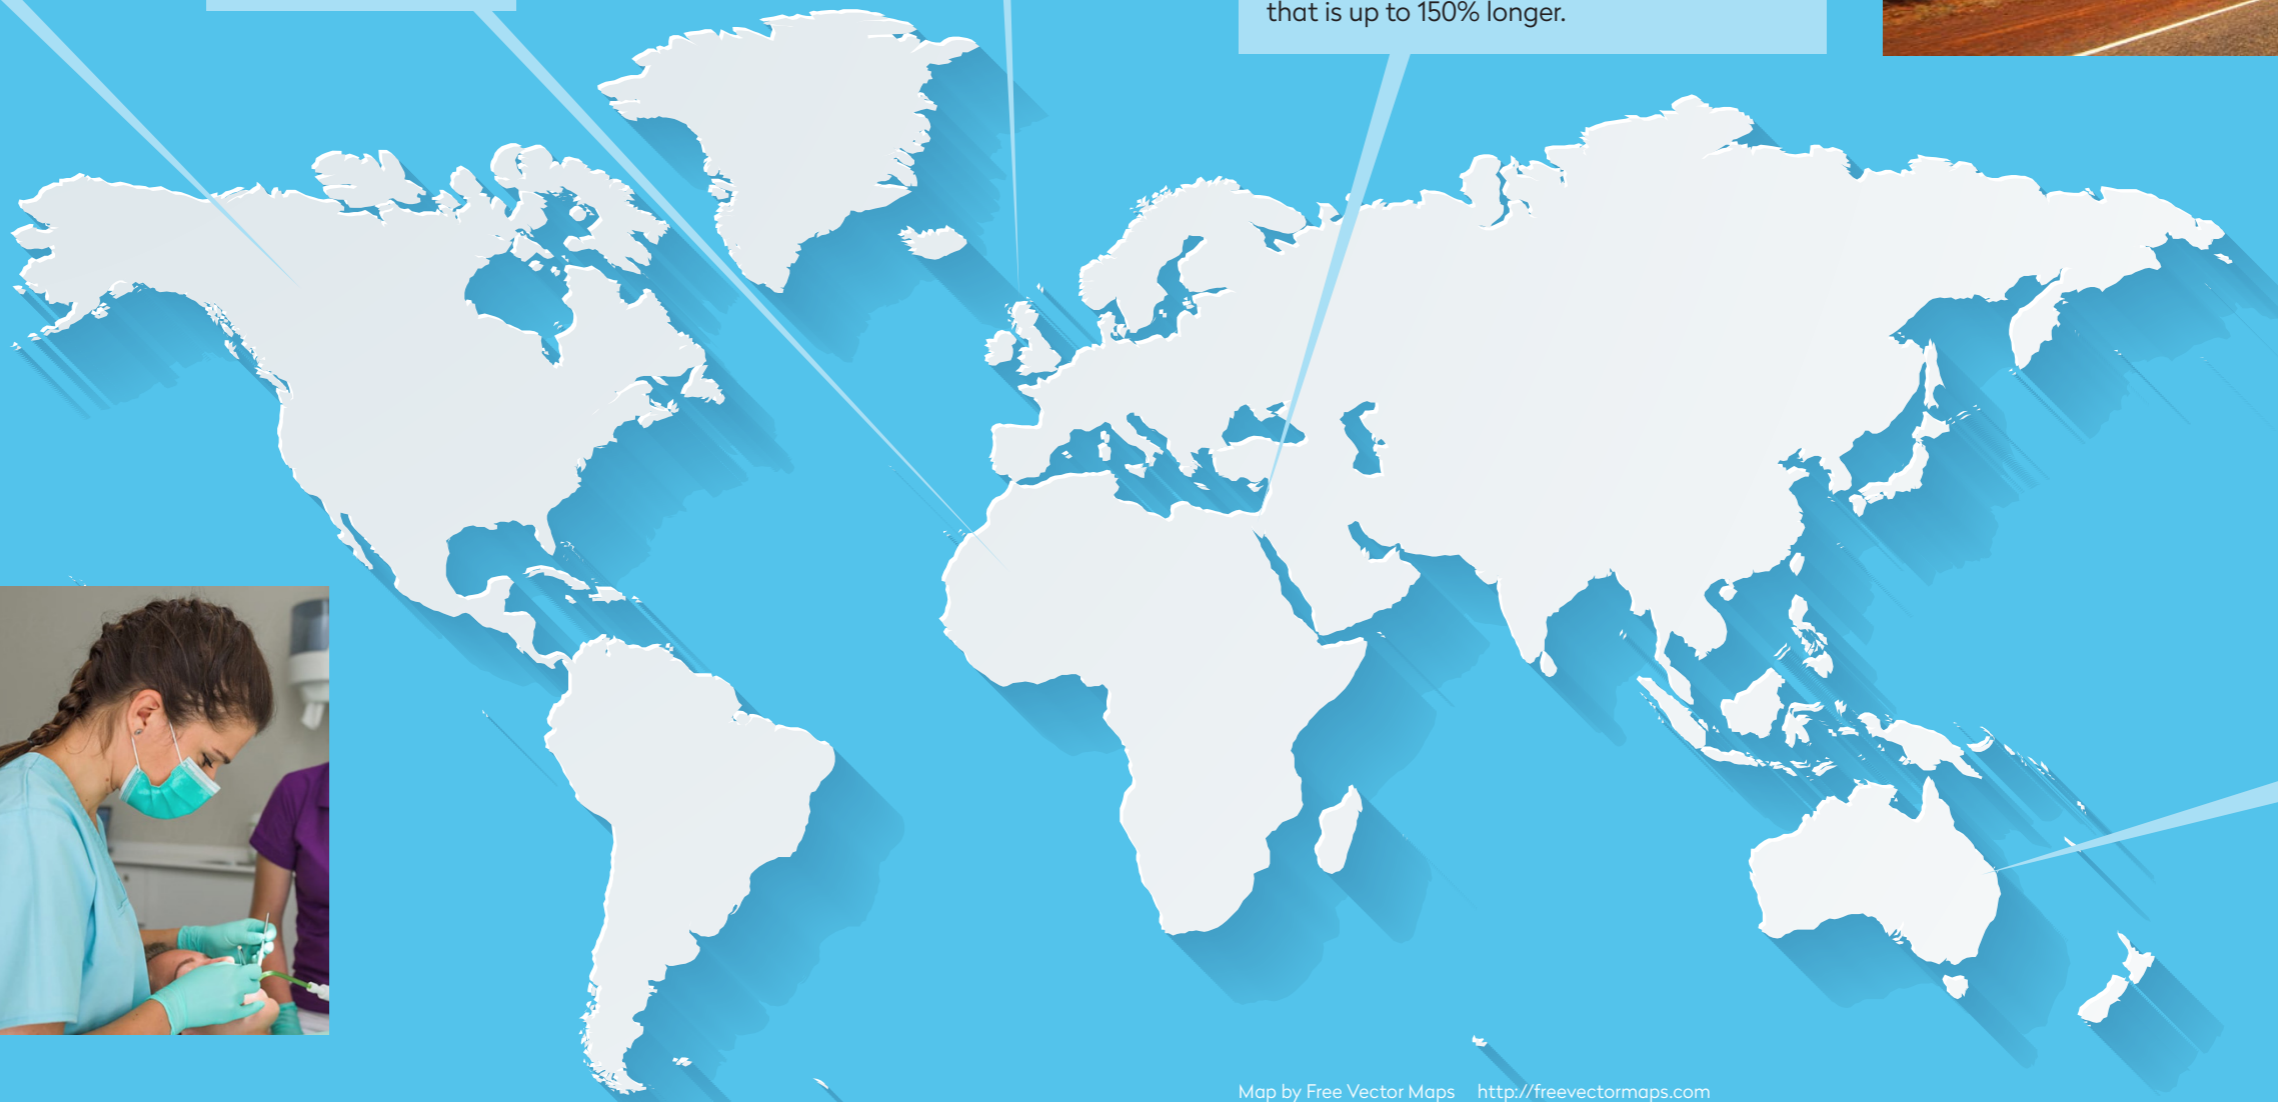 that is up to 150% longer.
Map by Free Vector Maps http://freevectormaps.com